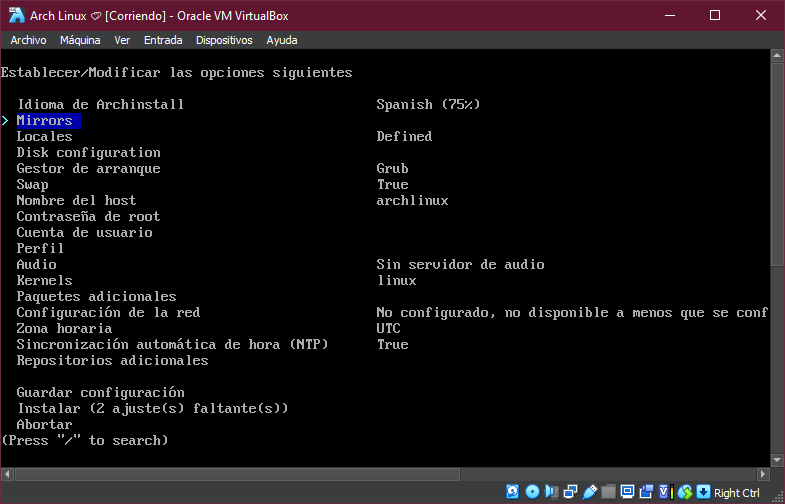 Arch Linux [Corriendo] - Oracle VM VirtualBox
Archivo Máquina Ver Entrada Dispositivos Ayuda
Establecer/Modificar las opciones siguientes
Idioma de Archinstall Spanish (75%)
> Mirrors
Locales Defined
Disk configuration
Gestor de arranque Grub
Swap True
Nombre del host archlinux
Contraseña de root
Cuenta de usuario
Perfil
Audio Sin servidor de audio
Kernels linux
Paquetes adicionales
Configuración de la red No configurado, no disponible a menos que se conf
Zona horaria UTC
Sincronización automática de hora (NTP) True
Repositorios adicionales
Guardar configuración
Instalar (2 ajuste(s) faltante(s))
Abortar
(Press "/" to search)
Right Ctrl